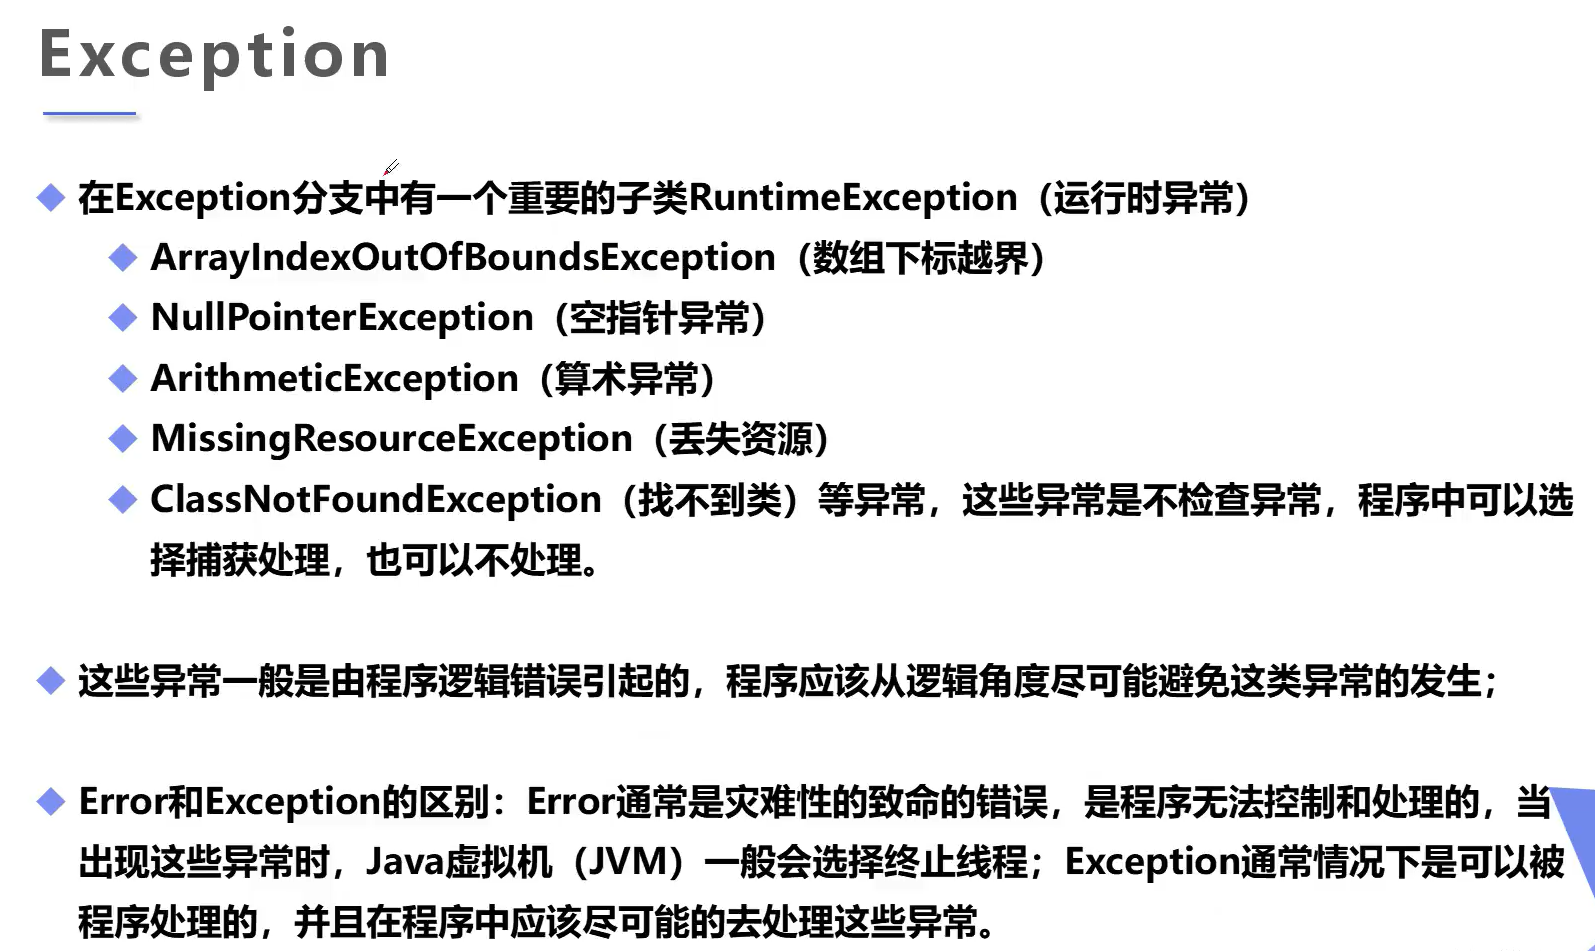 Exception
在Exception分支中有一个重要的子类RuntimeException（运行时异常）
ArrayIndexOutOfBoundsException（数组下标越界）
NullPointerException（空指针异常）
ArithmeticException（算术异常）
MissingResourceException（丢失资源）
ClassNotFoundException（找不到类）等异常，这些异常是不检查异常，程序中可以选
择捕获处理，也可以不处理。
这些异常一般是由程序逻辑错误引起的，程序应该从逻辑角度尽可能避免这类异常的发生；
Error和Exception的区别：Error通常是灾难性的致命的错误，是程序无法控制和处理的，当
出现这些异常时，Java虚拟机（JVM）一般会选择终止线程；Exception通常情况下是可以被
程序处理的，并且在程序中应该尽可能的去处理这些异常。